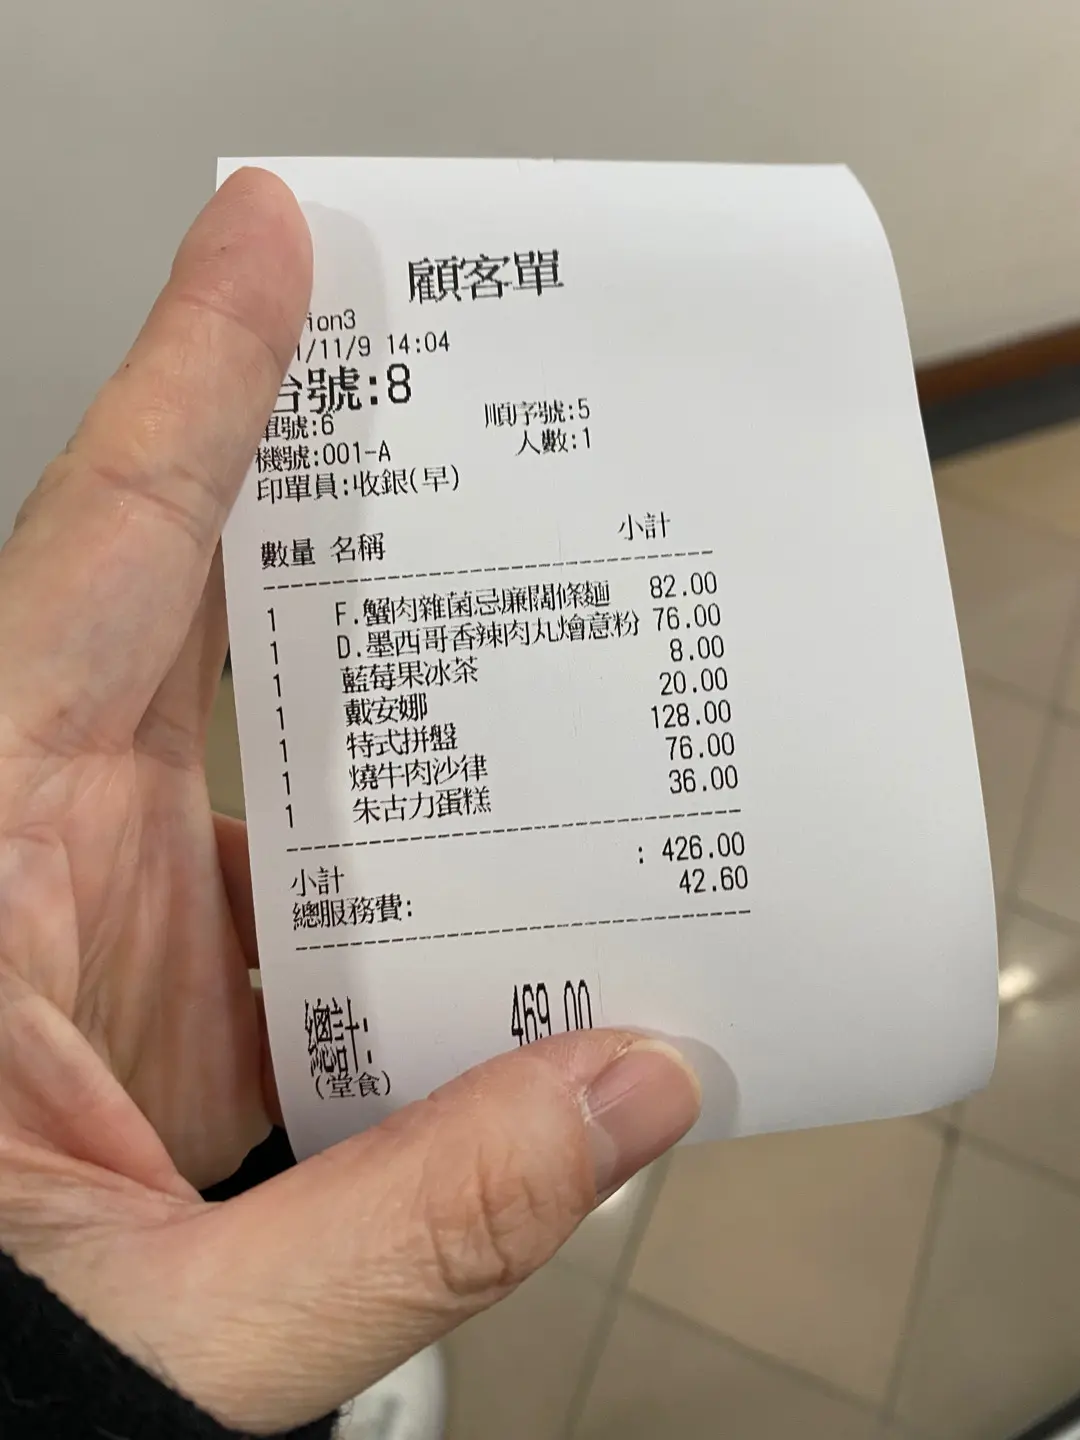 顧客單
ion3
1/11/9 14:04
台號:8
單號:6 順序號:5
機號:001-A 人數:1
印單員:收銀(早)
數量 名稱 小計
1 F.蟹肉雜菌忌廉闊條麵 82.00
1 D.墨西哥香辣肉丸燴意粉 76.00
1 藍莓果冰茶 8.00
1 戴安娜 20.00
1 特式拼盤 128.00
1 燒牛肉沙律 76.00
1 朱古力蛋糕 36.00
小計 : 426.00
總服務費: 42.60
總計: 469.00
(堂食)